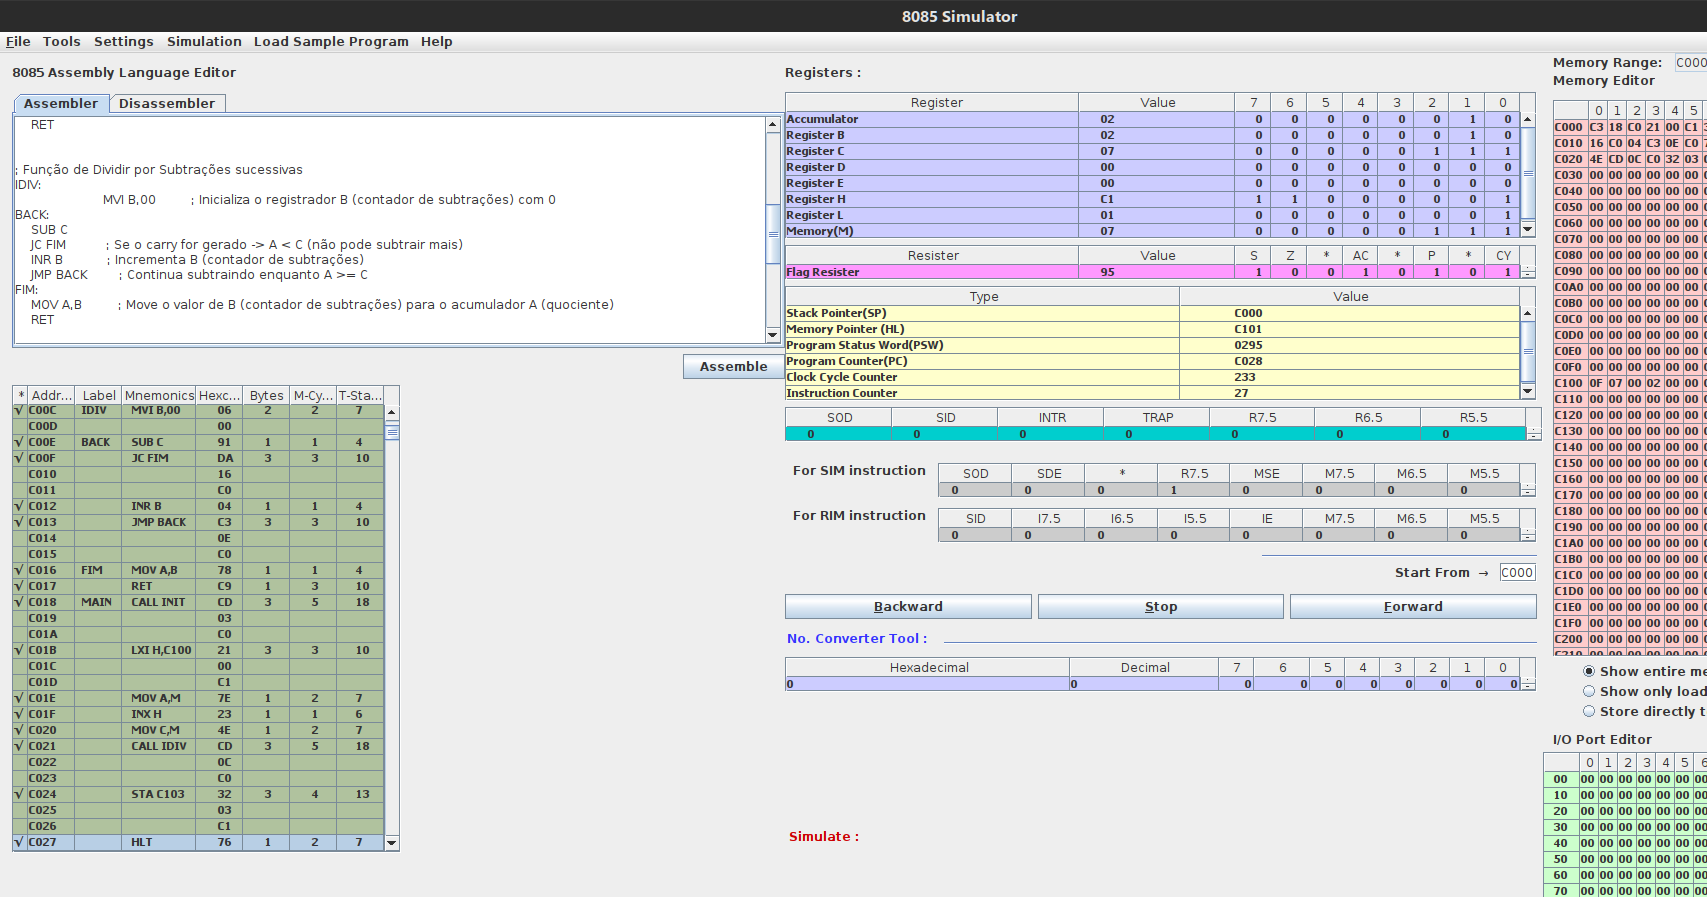 8085 Simulator
File Tools Settings Simulation Load Sample Program Help
8085 Assembly Language Editor
Assembler Disassembler
RET
; Função de Dividir por Subtrações sucessivas
IDIV:
MVI B,00 ; Inicializa o registrador B (contador de subtrações) com 0
BACK:
SUB C
JC FIM ; Se o carry for gerado -> A < C (não pode subtrair mais)
INR B ; Incrementa B (contador de subtrações)
JMP BACK ; Continua subtraindo enquanto A >= C
FIM:
MOV A,B ; Move o valor de B (contador de subtrações) para o acumulador A (quociente)
RET
Assemble
* Addr... Label Mnemonics Hexc... Bytes M-Cy... T-Sta...
√ C00C IDIV MVI B,00 06 2 2 7
C00D 00
√ C00E BACK SUB C 91 1 1 4
√ C00F JC FIM DA 3 3 10
C010 16
C011 C0
√ C012 INR B 04 1 1 4
√ C013 JMP BACK C3 3 3 10
C014 0E
C015 C0
√ C016 FIM MOV A,B 78 1 1 4
√ C017 RET C9 1 3 10
√ C018 MAIN CALL INIT CD 3 5 18
C019 03
C01A C0
√ C01B LXI H,C100 21 3 3 10
C01C 00
C01D C1
√ C01E MOV A,M 7E 1 2 7
√ C01F INX H 23 1 1 6
√ C020 MOV C,M 4E 1 2 7
√ C021 CALL IDIV CD 3 5 18
C022 0C
C023 C0
√ C024 STA C103 32 3 4 13
C025 03
C026 C1
√ C027 HLT 76 1 2 7
Registers :
Register Value 7 6 5 4 3 2 1 0
Accumulator 02 0 0 0 0 0 0 1 0
Register B 02 0 0 0 0 0 0 1 0
Register C 07 0 0 0 0 0 1 1 1
Register D 00 0 0 0 0 0 0 0 0
Register E 00 0 0 0 0 0 0 0 0
Register H C1 1 1 0 0 0 0 0 1
Register L 01 0 0 0 0 0 0 0 1
Memory(M) 07 0 0 0 0 0 1 1 1
Resister Value S Z * AC * P * CY
Flag Resister 95 1 0 0 1 0 1 0 1
Type Value
Stack Pointer(SP) C000
Memory Pointer (HL) C101
Program Status Word(PSW) 0295
Program Counter(PC) C028
Clock Cycle Counter 233
Instruction Counter 27
SOD SID INTR TRAP R7.5 R6.5 R5.5
0 0 0 0 0 0 0
For SIM instruction
SOD SDE * R7.5 MSE M7.5 M6.5 M5.5
0 0 0 1 0 0 0 0
For RIM instruction
SID I7.5 I6.5 I5.5 IE M7.5 M6.5 M5.5
0 0 0 0 0 0 0 0
Start From → C000
Backward Stop Forward
No. Converter Tool :
Hexadecimal Decimal 7 6 5 4 3 2 1 0
0 0 0 0 0 0 0 0 0 0
Simulate :
Memory Range: C000
Memory Editor
0 1 2 3 4 5
C000 C3 18 C0 21 00 C1
C010 16 C0 04 C3 0E C0
C020 4E CD 0C C0 32 03
C030 00 00 00 00 00 00
C040 00 00 00 00 00 00
C050 00 00 00 00 00 00
C060 00 00 00 00 00 00
C070 00 00 00 00 00 00
C080 00 00 00 00 00 00
C090 00 00 00 00 00 00
C0A0 00 00 00 00 00 00
C0B0 00 00 00 00 00 00
C0C0 00 00 00 00 00 00
C0D0 00 00 00 00 00 00
C0E0 00 00 00 00 00 00
C0F0 00 00 00 00 00 00
C100 0F 07 00 02 00 00
C110 00 00 00 00 00 00
C120 00 00 00 00 00 00
C130 00 00 00 00 00 00
C140 00 00 00 00 00 00
C150 00 00 00 00 00 00
C160 00 00 00 00 00 00
C170 00 00 00 00 00 00
C180 00 00 00 00 00 00
C190 00 00 00 00 00 00
C1A0 00 00 00 00 00 00
C1B0 00 00 00 00 00 00
C1C0 00 00 00 00 00 00
C1D0 00 00 00 00 00 00
C1E0 00 00 00 00 00 00
C1F0 00 00 00 00 00 00
C200 00 00 00 00 00 00
Show entire me
Show only load
Store directly t
I/O Port Editor
0 1 2 3 4 5 6
00 00 00 00 00 00 00 00
10 00 00 00 00 00 00 00
20 00 00 00 00 00 00 00
30 00 00 00 00 00 00 00
40 00 00 00 00 00 00 00
50 00 00 00 00 00 00 00
60 00 00 00 00 00 00 00
70 00 00 00 00 00 00 00